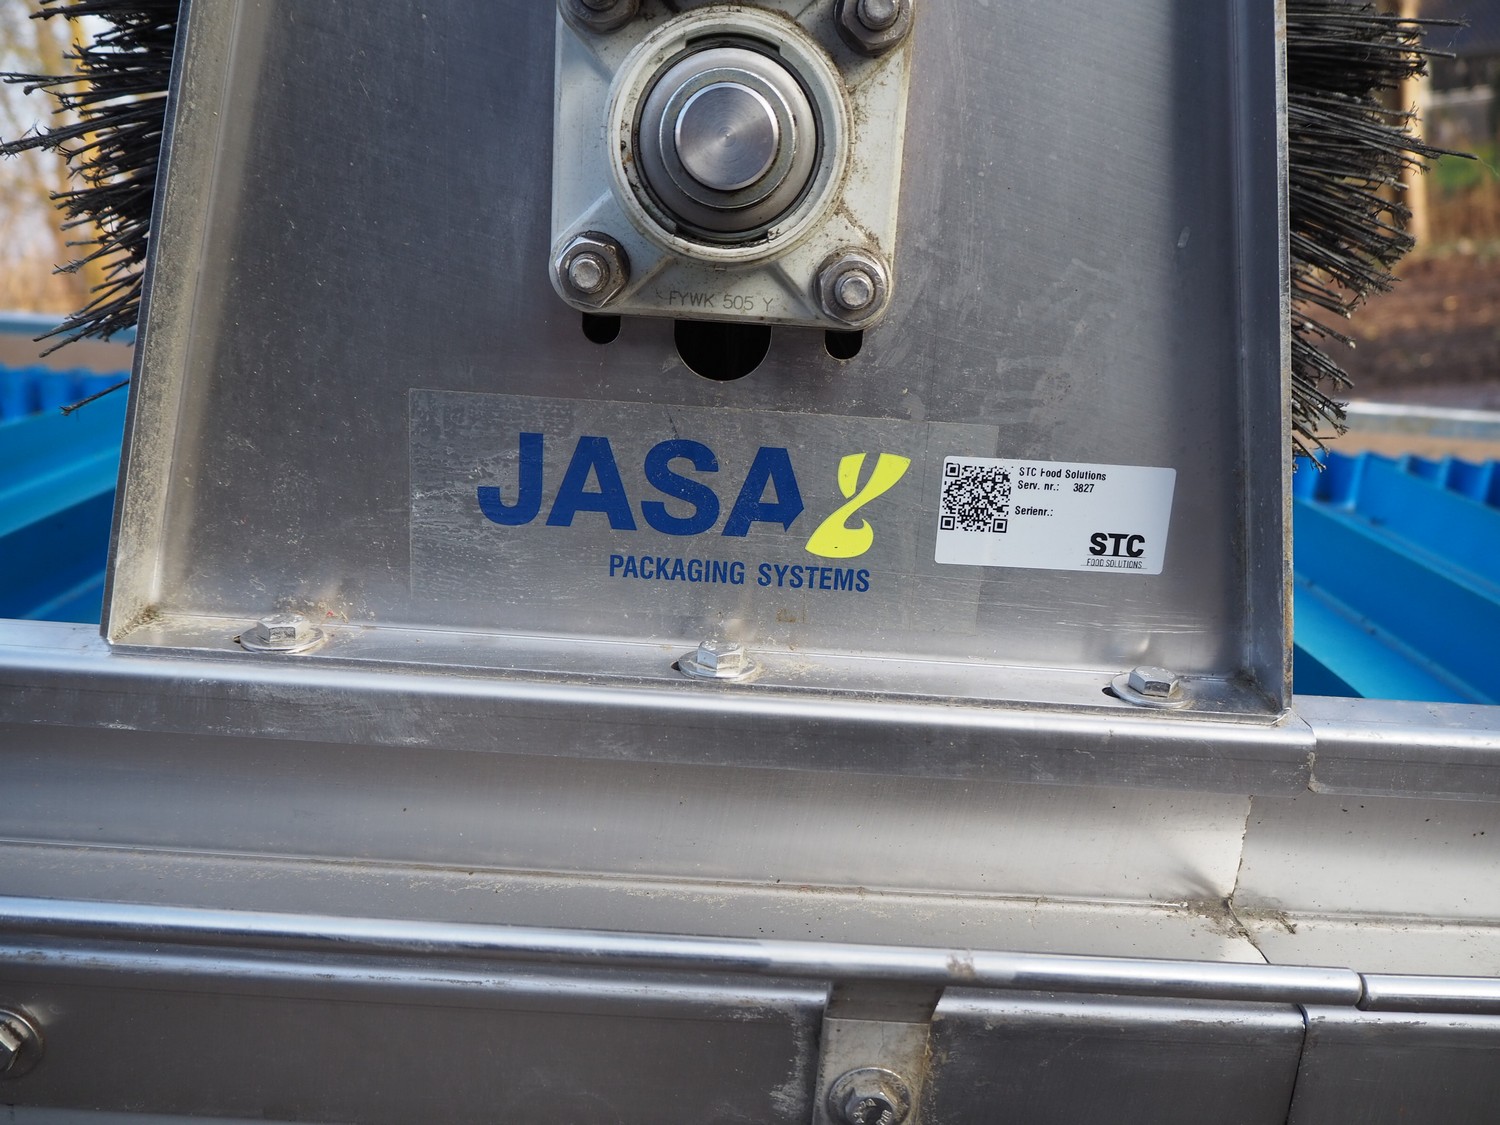 FYWK 505 Y
JASA
PACKAGING SYSTEMS
STC Food Solutions
Serv. nr.: 3827
Serienr.:
STC
FOOD SOLUTIONS